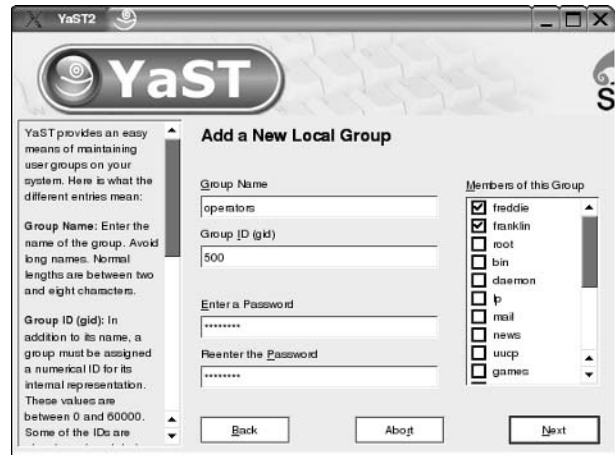 YaST2
YaST
S
YaST provides an easy
means of maintaining
user groups on your
system. Here is what the
different entries mean:
Group Name: Enter the
name of the group. Avoid
long names. Normal
lengths are between two
and eight characters.
Group ID (gid): In
addition to its name, a
group must be assigned
a numerical ID for its
internal representation.
These values are
between 0 and 60000.
Some of the IDs are
Add a New Local Group
Group Name
operators
Group ID (gid)
500
Enter a Password
********
Reenter the Password
********
Members of this Group
freddie
franklin
root
bin
daemon
lp
mail
news
uucp
games
Back
Abort
Next